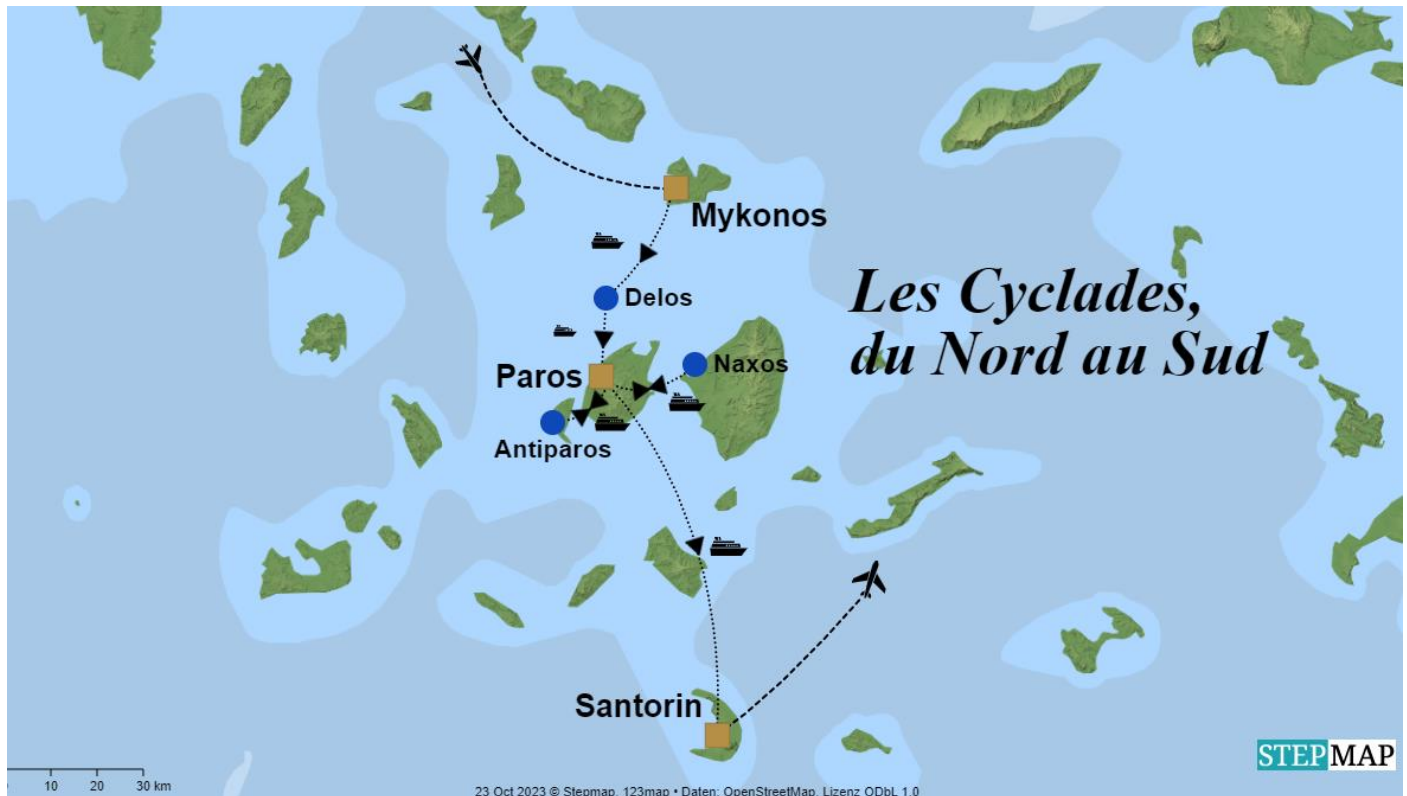 Mykonos
Les Cyclades,
du Nord au Sud
Delos
Paros
Naxos
Antiparos
Santorin
STEPMAP
10 20 30 km
23 Oct 2023 © Stepmap, 123map • Daten: OpenStreetMap, Lizenz ODbL 1.0